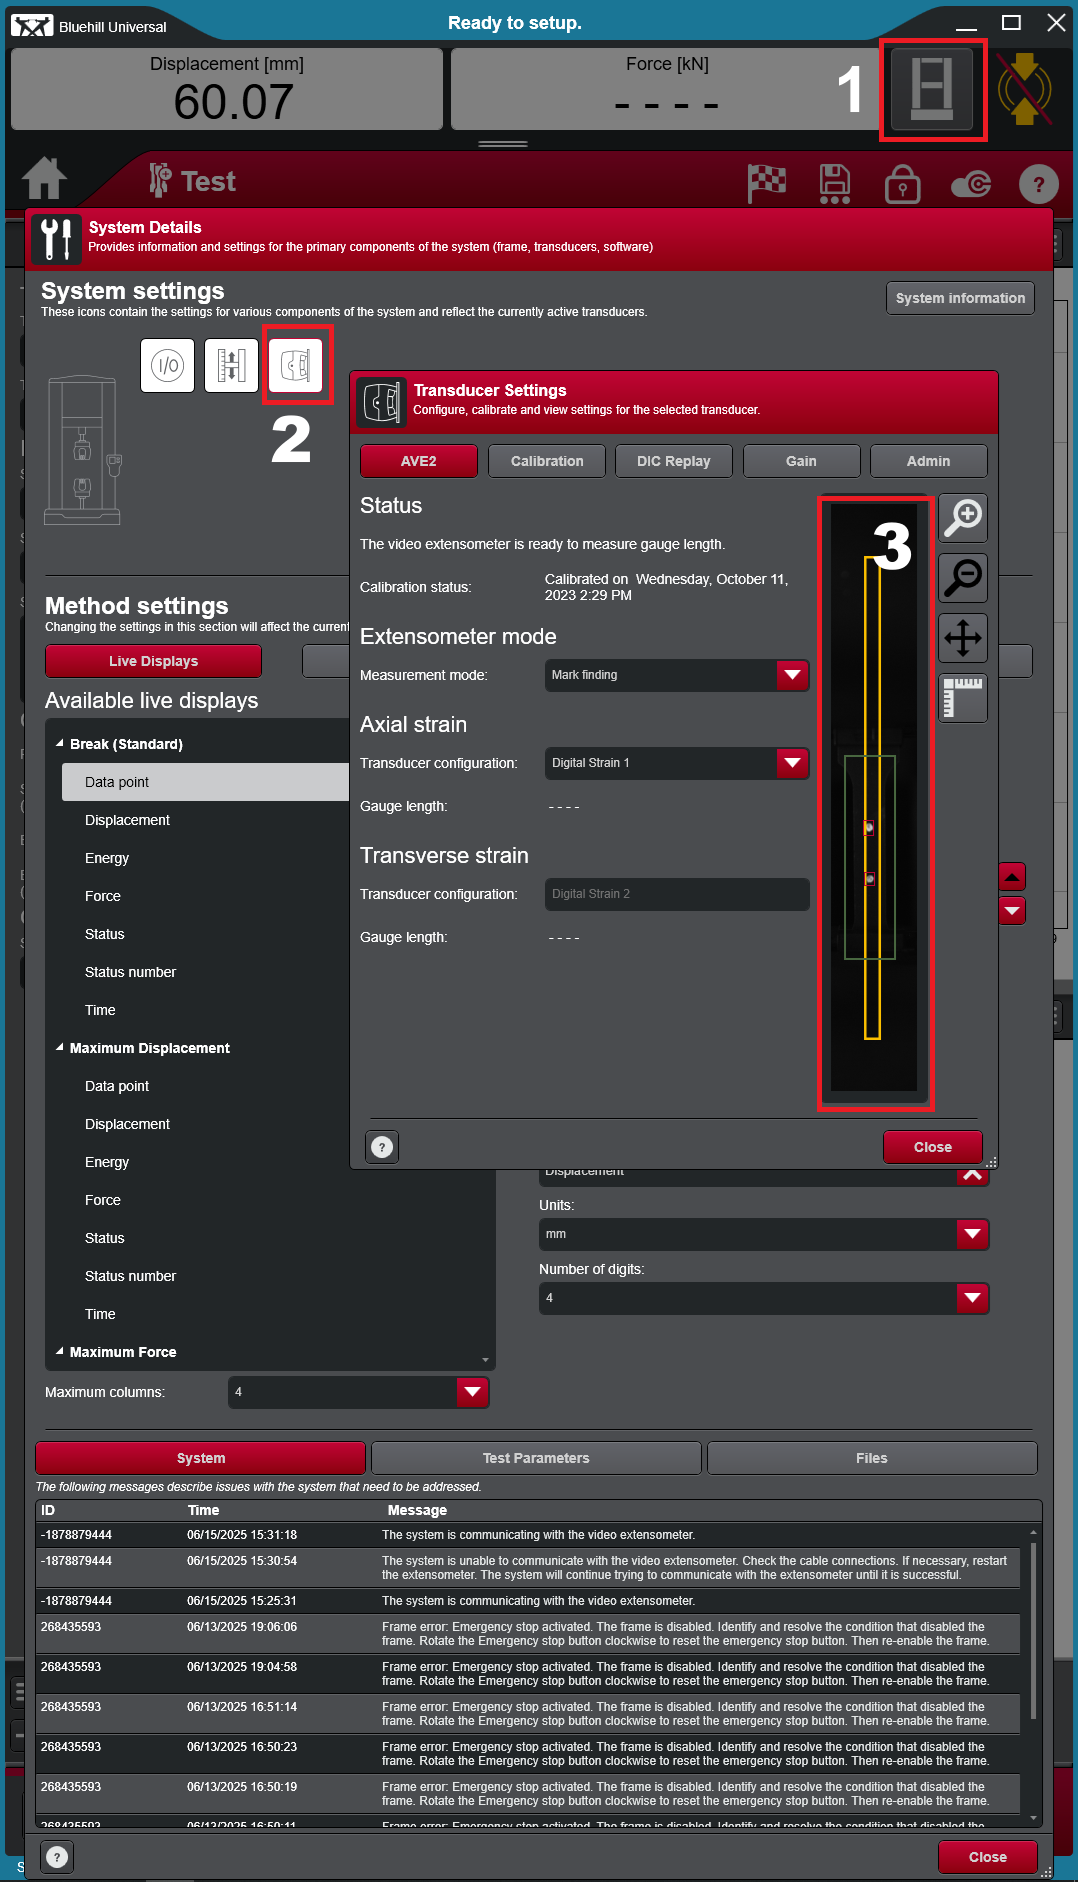 Bluehill Universal
Ready to setup.
Displacement [mm]
60.07
Force [kN]
- - - -
1
Test
?
System Details
Provides information and settings for the primary components of the system (frame, transducers, software)
System settings
These icons contain the settings for various components of the system and reflect the currently active transducers.
System information
I/O
2
Transducer Settings
Configure, calibrate and view settings for the selected transducer.
AVE2
Calibration
DIC Replay
Gain
Admin
Status
The video extensometer is ready to measure gauge length.
Calibration status:
Calibrated on Wednesday, October 11,
2023 2:29 PM
3
Extensometer mode
Measurement mode:
Mark finding
Axial strain
Transducer configuration:
Digital Strain 1
Gauge length:
- - - -
Transverse strain
Transducer configuration:
Digital Strain 2
Gauge length:
- - - -
?
Close
Method settings
Changing the settings in this section will affect the current
Live Displays
Available live displays
Break (Standard)
Data point
Displacement
Energy
Force
Status
Status number
Time
Maximum Displacement
Data point
Displacement
Energy
Force
Status
Status number
Time
Maximum Force
Displacement
Units:
mm
Number of digits:
4
Maximum columns:
4
System
Test Parameters
Files
The following messages describe issues with the system that need to be addressed.
ID Time Message
-1878879444 06/15/2025 15:31:18 The system is communicating with the video extensometer.
-1878879444 06/15/2025 15:30:54 The system is unable to communicate with the video extensometer. Check the cable connections. If necessary, restart
the extensometer. The system will continue trying to communicate with the extensometer until it is successful.
-1878879444 06/15/2025 15:25:31 The system is communicating with the video extensometer.
268435593 06/13/2025 19:06:06 Frame error: Emergency stop activated. The frame is disabled. Identify and resolve the condition that disabled the
frame. Rotate the Emergency stop button clockwise to reset the emergency stop button. Then re-enable the frame.
268435593 06/13/2025 19:04:58 Frame error: Emergency stop activated. The frame is disabled. Identify and resolve the condition that disabled the
frame. Rotate the Emergency stop button clockwise to reset the emergency stop button. Then re-enable the frame.
268435593 06/13/2025 16:51:14 Frame error: Emergency stop activated. The frame is disabled. Identify and resolve the condition that disabled the
frame. Rotate the Emergency stop button clockwise to reset the emergency stop button. Then re-enable the frame.
268435593 06/13/2025 16:50:23 Frame error: Emergency stop activated. The frame is disabled. Identify and resolve the condition that disabled the
frame. Rotate the Emergency stop button clockwise to reset the emergency stop button. Then re-enable the frame.
268435593 06/13/2025 16:50:19 Frame error: Emergency stop activated. The frame is disabled. Identify and resolve the condition that disabled the
frame. Rotate the Emergency stop button clockwise to reset the emergency stop button. Then re-enable the frame.
268435593 06/13/2025 16:50:11 Frame error: Emergency stop activated. The frame is disabled. Identify and resolve the condition that disabled the
?
Close